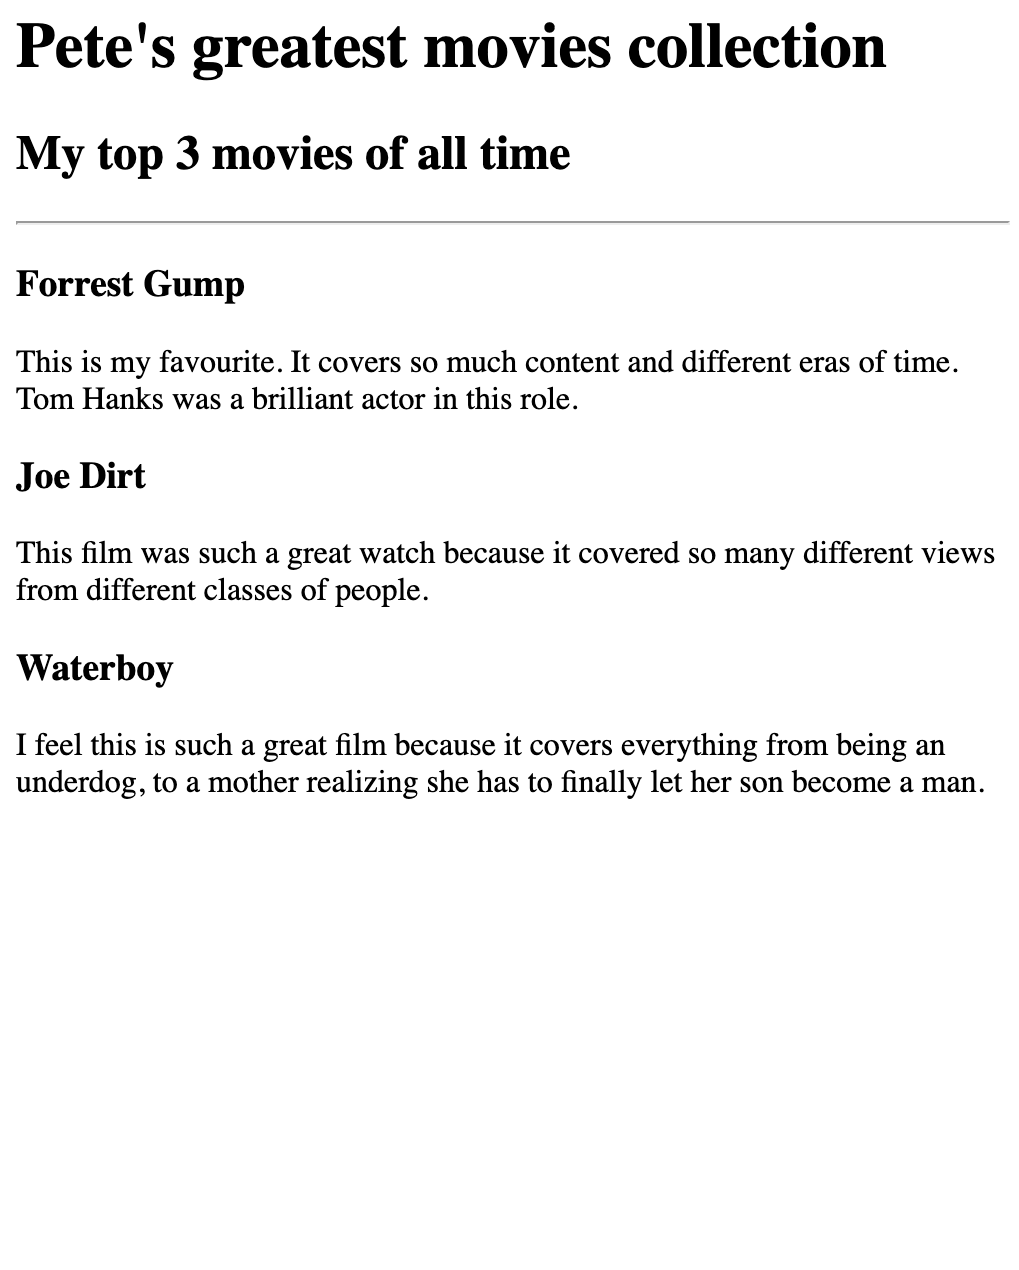 Pete's greatest movies collection
My top 3 movies of all time
Forrest Gump
This is my favourite. It covers so much content and different eras of time.
Tom Hanks was a brilliant actor in this role.
Joe Dirt
This film was such a great watch because it covered so many different views
from different classes of people.
Waterboy
I feel this is such a great film because it covers everything from being an
underdog, to a mother realizing she has to finally let her son become a man.